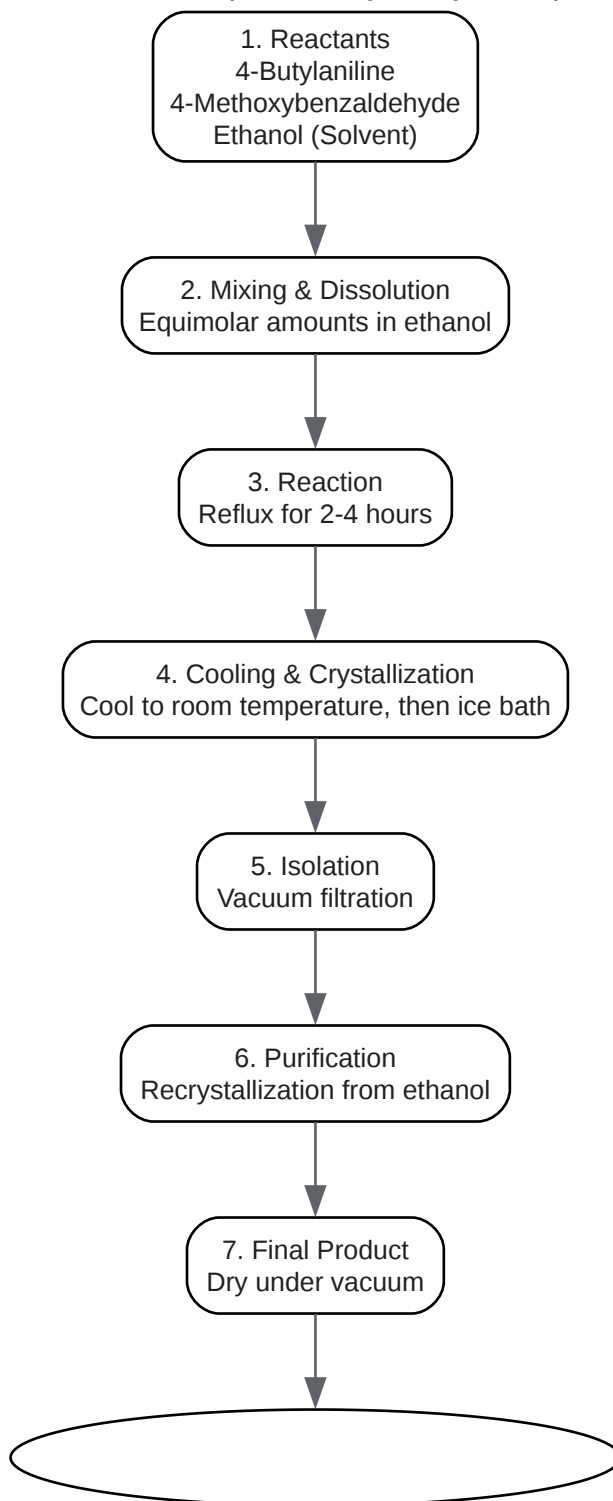 1. Reactants
4-Butylaniline
4-Methoxybenzaldehyde
Ethanol (Solvent)
2. Mixing & Dissolution
Equimolar amounts in ethanol
3. Reaction
Reflux for 2-4 hours
4. Cooling & Crystallization
Cool to room temperature, then ice bath
5. Isolation
Vacuum filtration
6. Purification
Recrystallization from ethanol
7. Final Product
Dry under vacuum